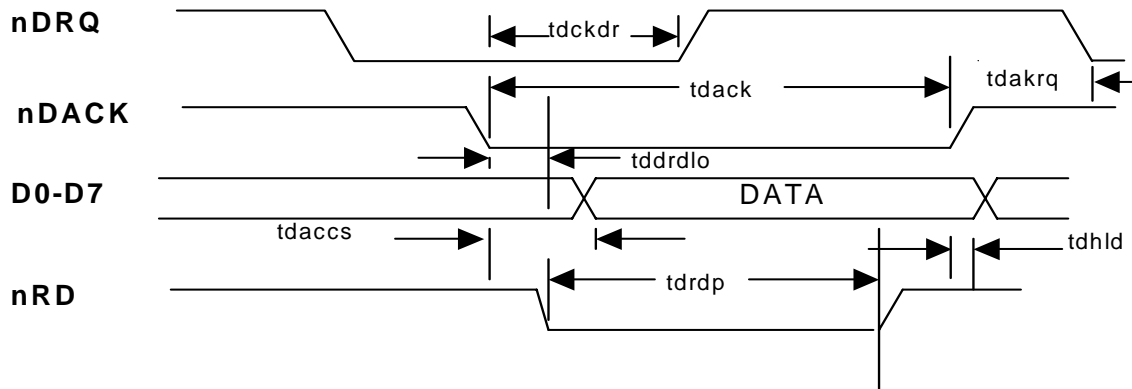 nDRQ
tdckdr
tdack
tdakrq
nDACK
tddrdlo
D0-D7
DATA
tdaccs
tdhld
tdrdp
nRD